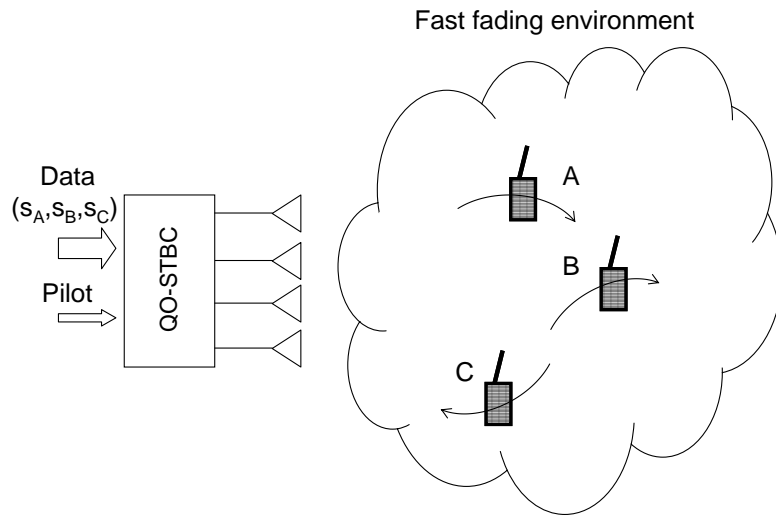 Fast fading environment
Data
(s_A,s_B,s_C)
Pilot
QO-STBC
A
B
C